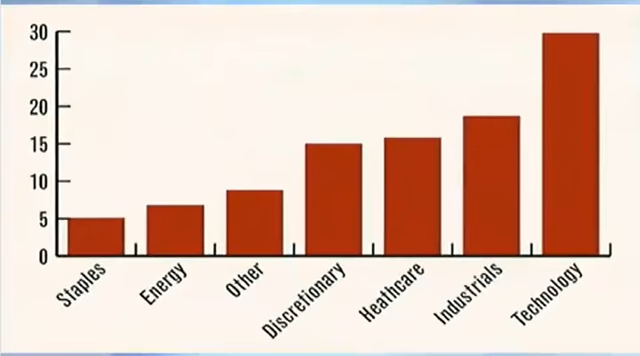 30
25
20
15
10
5
0
Staples
Energy
Other
Discretionary
Heathcare
Industrials
Technology